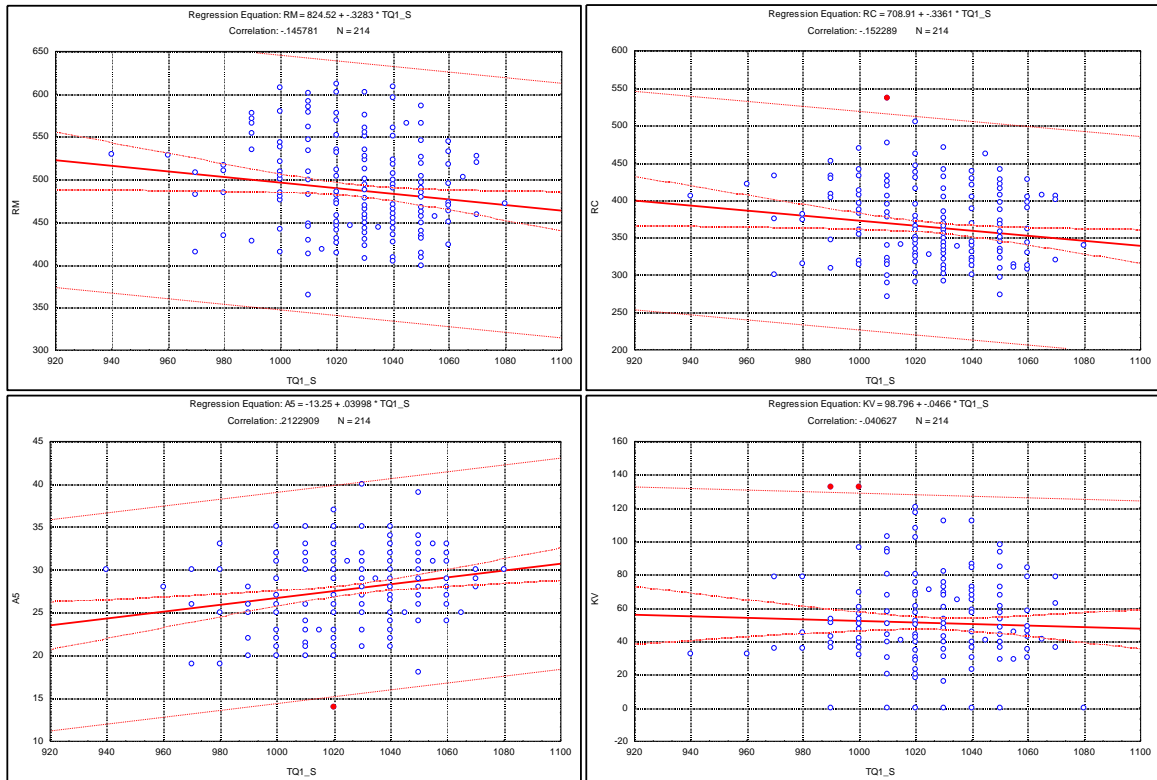 Regression Equation: RM = 824.52 + -.3283 * TQ1_S
Correlation: -.145781 N = 214
650
600
550
500
450
400
350
300
RM
920 940 960 980 1000 1020 1040 1060 1080 1100
TQ1_S
Regression Equation: RC = 708.91 + -.3361 * TQ1_S
Correlation: -.152289 N = 214
600
550
500
450
400
350
300
250
200
RC
920 940 960 980 1000 1020 1040 1060 1080 1100
TQ1_S
Regression Equation: A5 = -13.25 + .03998 * TQ1_S
Correlation: .2122909 N = 214
45
40
35
30
25
20
15
10
A5
920 940 960 980 1000 1020 1040 1060 1080 1100
TQ1_S
Regression Equation: KV = 98.796 + -.0466 * TQ1_S
Correlation: -.040627 N = 214
160
140
120
100
80
60
40
20
0
-20
KV
920 940 960 980 1000 1020 1040 1060 1080 1100
TQ1_S